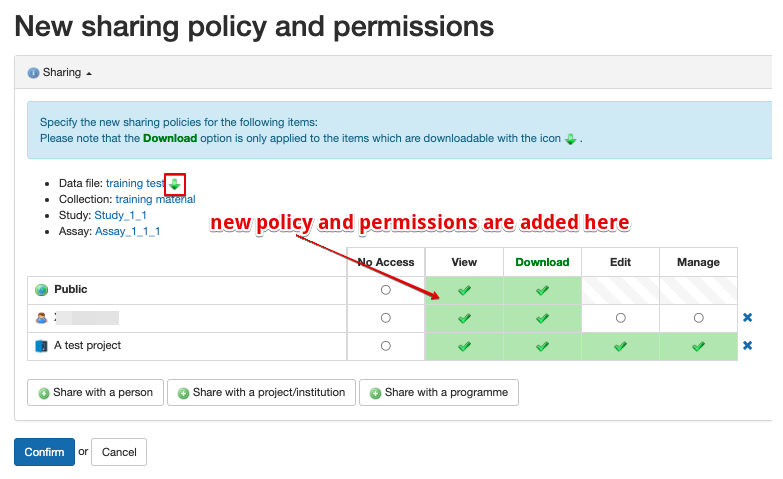 New sharing policy and permissions
Sharing
Specify the new sharing policies for the following items:
Please note that the Download option is only applied to the items which are downloadable with the icon .
Data file: training test
Collection: training material
Study: Study_1_1
Assay: Assay_1_1_1
new policy and permissions are added here
No Access View Download Edit Manage
Public
A test project
Share with a person Share with a project/institution Share with a programme
Confirm or Cancel